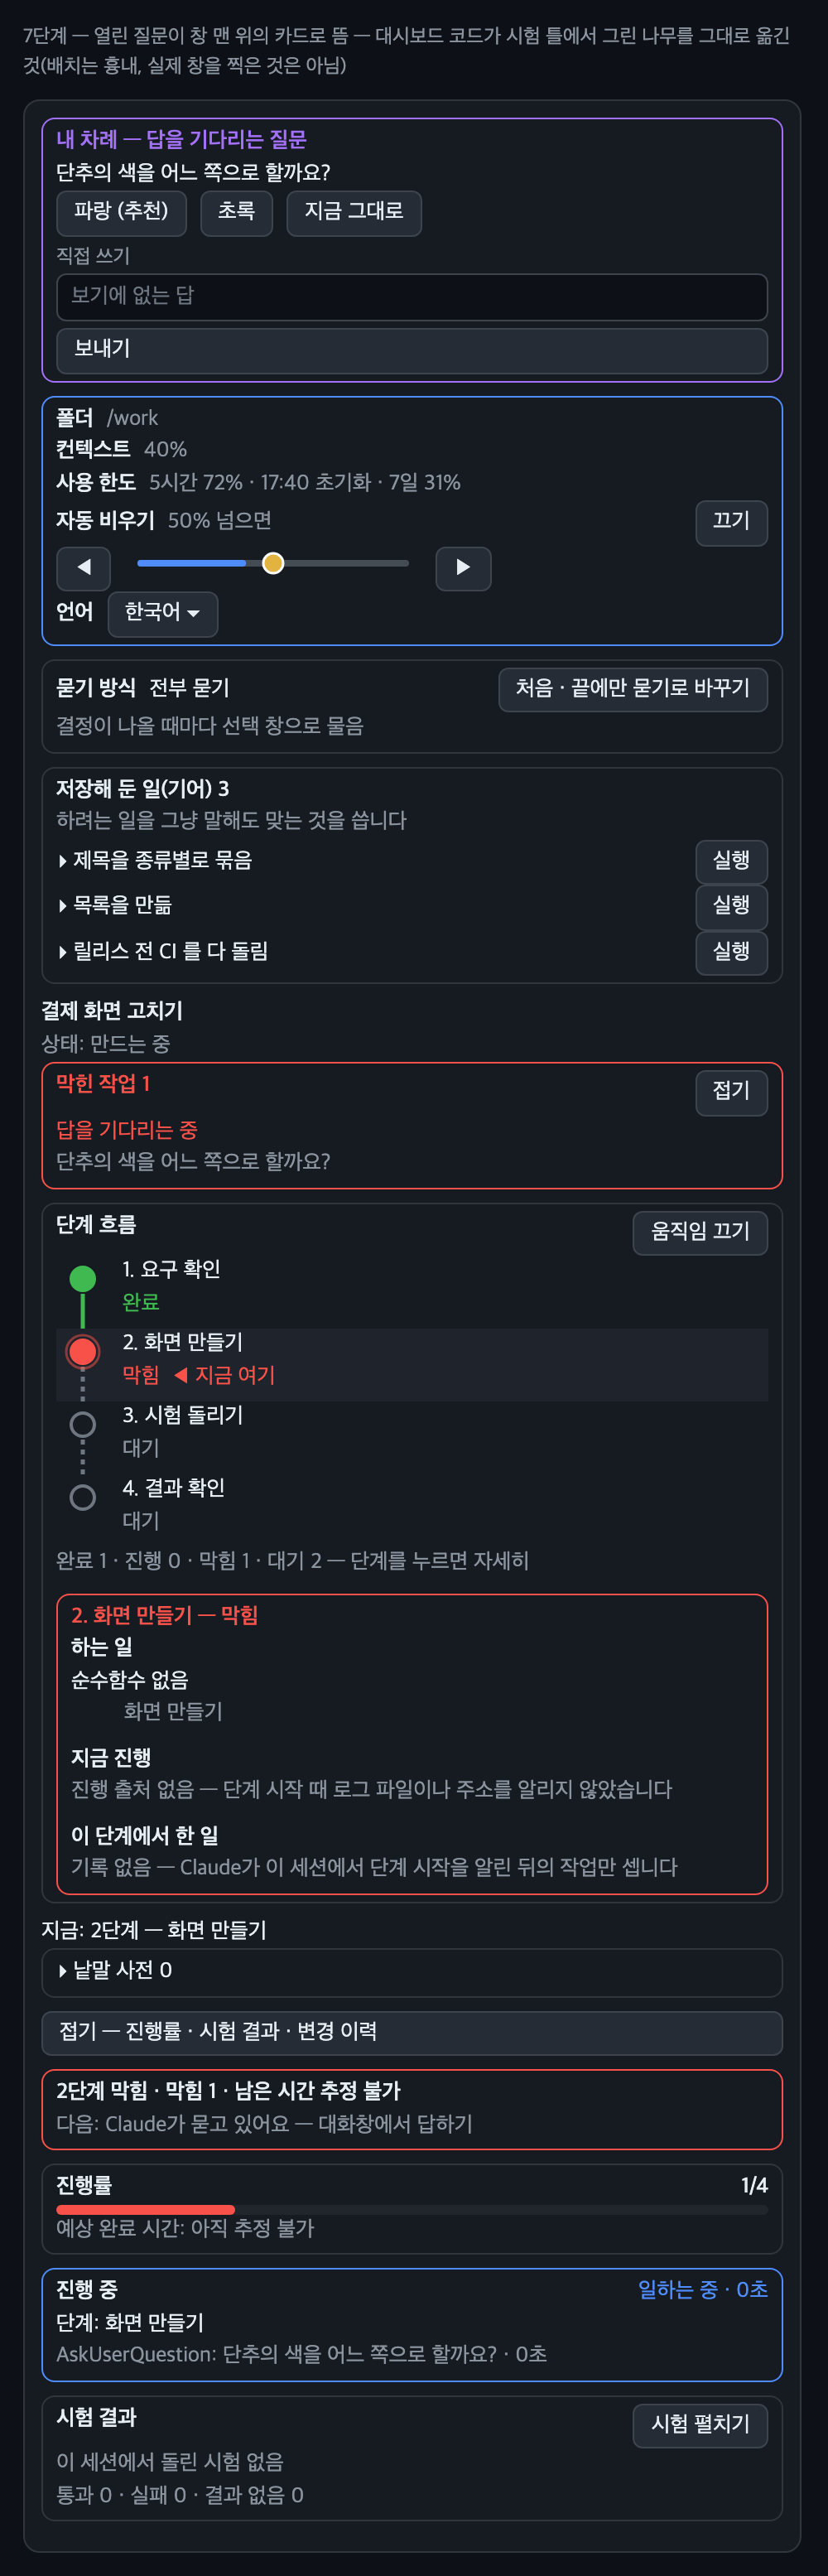 7단계 — 열린 질문이 창 맨 위의 카드로 뜸 — 대시보드 코드가 시험 틀에서 그린 나무를 그대로 옮긴
것(배치는 흉내, 실제 창을 찍은 것은 아님)
내 차례 — 답을 기다리는 질문
단추의 색을 어느 쪽으로 할까요?
파랑 (추천) 초록 지금 그대로
직접 쓰기
보기에 없는 답
보내기
폴더 /work
컨텍스트 40%
사용 한도 5시간 72% · 17:40 초기화 · 7일 31%
자동 비우기 50% 넘으면 끄기
◀ ▶
언어 한국어
묻기 방식 전부 묻기 처음 · 끝에만 묻기로 바꾸기
결정이 나올 때마다 선택 창으로 물음
저장해 둔 일(기어) 3
하려는 일을 그냥 말해도 맞는 것을 씁니다
제목을 종류별로 묶음 실행
목록을 만듦 실행
릴리스 전 CI 를 다 돌림 실행
결제 화면 고치기
상태: 만드는 중
막힌 작업 1 접기
답을 기다리는 중
단추의 색을 어느 쪽으로 할까요?
단계 흐름 움직임 끄기
1. 요구 확인
완료
2. 화면 만들기
막힘 ◀ 지금 여기
3. 시험 돌리기
대기
4. 결과 확인
대기
완료 1 · 진행 0 · 막힘 1 · 대기 2 — 단계를 누르면 자세히
2. 화면 만들기 — 막힘
하는 일
순수함수 없음
화면 만들기
지금 진행
진행 출처 없음 — 단계 시작 때 로그 파일이나 주소를 알리지 않았습니다
이 단계에서 한 일
기록 없음 — Claude가 이 세션에서 단계 시작을 알린 뒤의 작업만 셉니다
지금: 2단계 — 화면 만들기
낱말 사전 0
접기 — 진행률 · 시험 결과 · 변경 이력
2단계 막힘 · 막힘 1 · 남은 시간 추정 불가
다음: Claude가 묻고 있어요 — 대화창에서 답하기
진행률 1/4
예상 완료 시간: 아직 추정 불가
진행 중 일하는 중 · 0초
단계: 화면 만들기
AskUserQuestion: 단추의 색을 어느 쪽으로 할까요? · 0초
시험 결과 시험 펼치기
이 세션에서 돌린 시험 없음
통과 0 · 실패 0 · 결과 없음 0